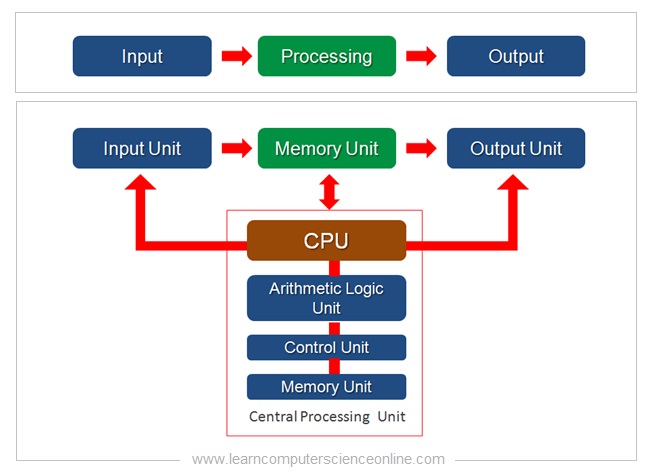 Input
Processing
Output
Input Unit
Memory Unit
Output Unit
CPU
Arithmetic Logic
Unit
Control Unit
Memory Unit
Central Processing Unit
www.learncomputerscienceonline.com